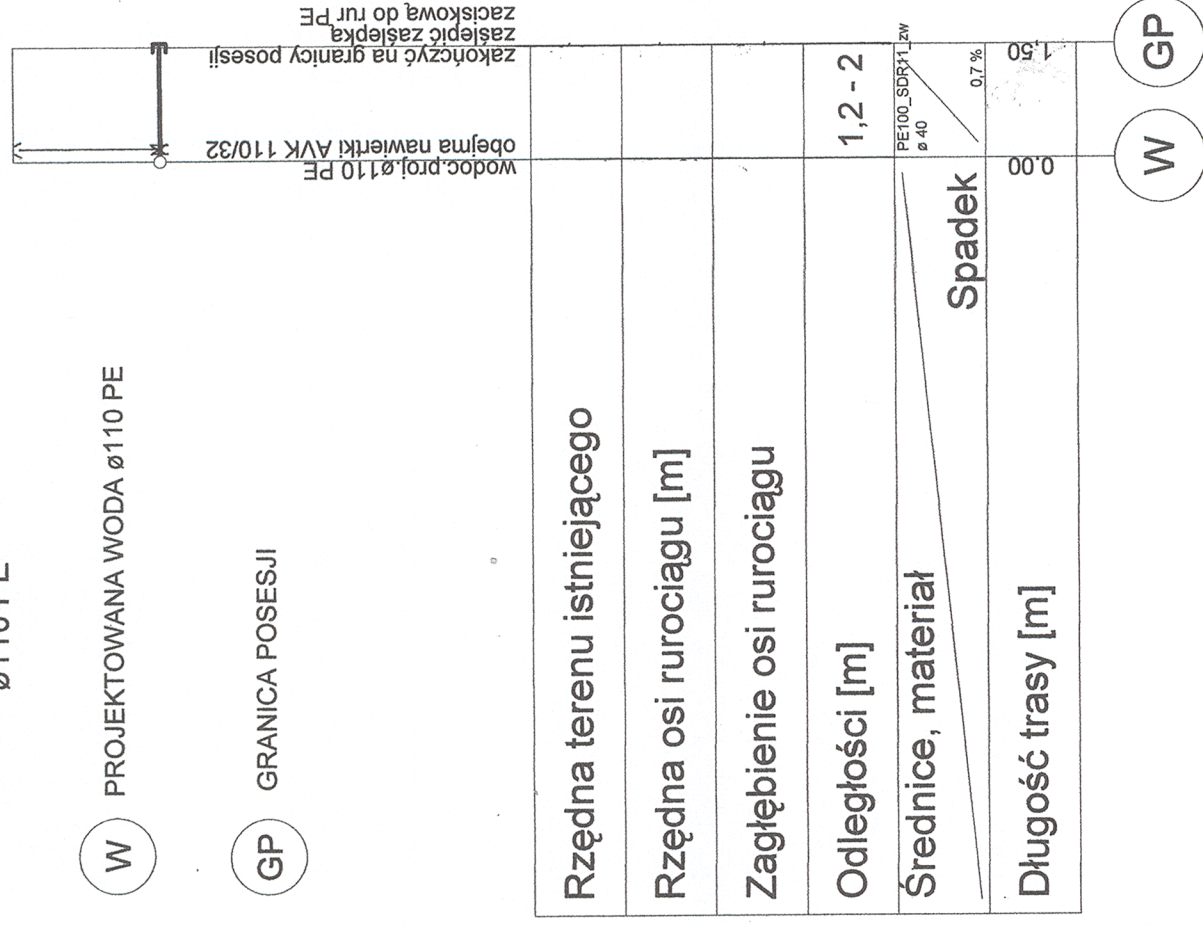 ø110 PE
W PROJEKTOWANA WODA ø110 PE
GP GRANICA POSESJI
wodoc.proj.ø110 PE
obejma nawiertki AVK 110/32
zakończyć na granicy posesji
zaślepić zaślepką
zaciskową do rur PE
Rzędna terenu istniejącego
Rzędna osi rurociągu [m]
Zagłębienie osi rurociągu
Odległości [m] 1,2 - 2
Średnice, materiał PE100_SDR11_zw
ø 40
Spadek 0,7 %
Długość trasy [m] 0.00 1,50
W GP